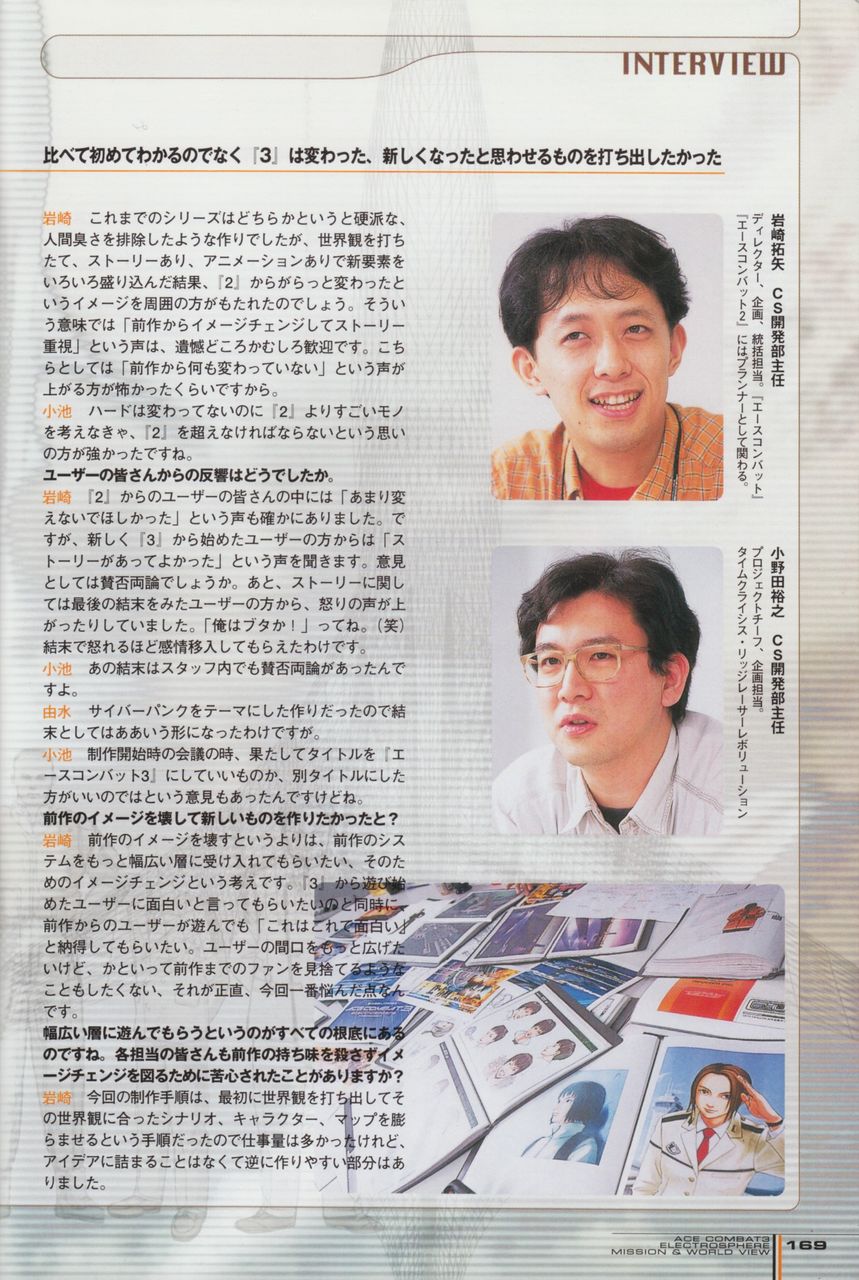 INTERVIEW
比べて初めてわかるのでなく『3』は変わった、新しくなったと思わせるものを打ち出したかった
岩崎　これまでのシリーズはどちらかというと硬派な、
人間臭さを排除したような作りでしたが、世界観を打ち
たて、ストーリーあり、アニメーションありで新要素を
いろいろ盛り込んだ結果、『2』からがらっと変わったと
いうイメージを周囲の方がもたれたのでしょう。そうい
う意味では「前作からイメージチェンジしてストーリー
重視」という声は、遺憾どころかむしろ歓迎です。こち
らとしては「前作から何も変わっていない」という声が
上がる方が怖かったくらいですから。
小池　ハードは変わってないのに『2』よりすごいモノ
を考えなきゃ、『2』を超えなければならないという思い
の方が強かったですね。
ユーザーの皆さんからの反響はどうでしたか。
岩崎　『2』からのユーザーの皆さんの中には「あまり変
えないでほしかった」という声も確かにありました。で
すが、新しく『3』から始めたユーザーの方からは「ス
トーリーがあってよかった」という声を聞きます。意見
としては賛否両論でしょうか。あと、ストーリーに関し
ては最後の結末をみたユーザーの方から、怒りの声が上
がったりしていました。「俺はブタか！」ってね。（笑）
結末で怒れるほど感情移入してもらえたわけです。
小池　あの結末はスタッフ内でも賛否両論があったんで
すよ。
由水　サイバーパンクをテーマにした作りだったので結
末としてはああいう形になったわけですが。
小池　制作開始時の会議の時、果たしてタイトルを『エ
ースコンバット3』にしていいものか、別タイトルにした
方がいいのではという意見もあったんですけどね。
前作のイメージを壊して新しいものを作りたかったと？
岩崎　前作のイメージを壊すというよりは、前作のシス
テムをもっと幅広い層に受け入れてもらいたい、そのた
めのイメージチェンジという考えです。『3』から遊び始
めたユーザーに面白いと言ってもらいたいのと同時に、
前作からのユーザーが遊んでも「これはこれで面白い」
と納得してもらいたい。ユーザーの間口をもっと広げた
いけど、かといって前作までのファンを見捨てるような
こともしたくない、それが正直、今回一番悩んだ点なん
です。
幅広い層に遊んでもらうというのがすべての根底にある
のですね。各担当の皆さんも前作の持ち味を殺さずイメ
ージチェンジを図るために苦心されたことがありますか？
岩崎　今回の制作手順は、最初に世界観を打ち出してそ
の世界観に合ったシナリオ、キャラクター、マップを膨
らませるという手順だったので仕事量は多かったけれど、
アイデアに詰まることはなくて逆に作りやすい部分はあ
りました。
岩崎拓矢　CS開発部主任
ディレクター、企画、統括担当。『エースコンバット』
『エースコンバット2』にはプランナーとして関わる。
小野田裕之　CS開発部主任
プロジェクトチーフ、企画担当。
タイムクライシス・リッジレーサーレボリューション
ACE COMBAT3
ELECTROSPHERE
MISSION & WORLD VIEW
169